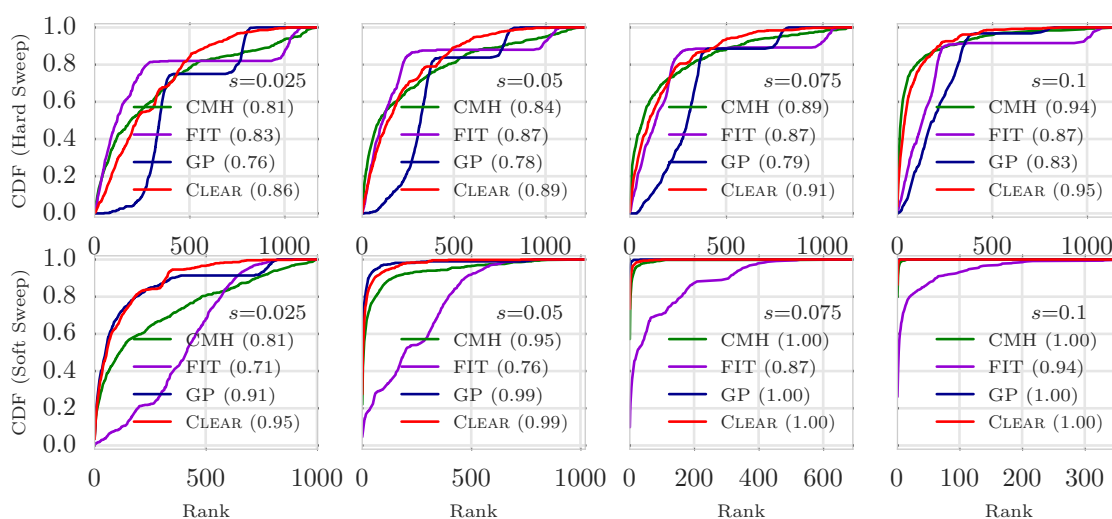 CDF (Hard Sweep)
1.0
0.8
0.6
0.4
0.2
0.0
s=0.025
CMH (0.81)
FIT (0.83)
GP (0.76)
CLEAR (0.86)
0 500 1000
s=0.05
CMH (0.84)
FIT (0.87)
GP (0.78)
CLEAR (0.89)
0 500 1000
s=0.075
CMH (0.89)
FIT (0.87)
GP (0.79)
CLEAR (0.91)
0 200 400 600
s=0.1
CMH (0.94)
FIT (0.87)
GP (0.83)
CLEAR (0.95)
0 500 1000
CDF (Soft Sweep)
1.0
0.8
0.6
0.4
0.2
0.0
s=0.025
CMH (0.81)
FIT (0.71)
GP (0.91)
CLEAR (0.95)
0 500 1000
Rank
s=0.05
CMH (0.95)
FIT (0.76)
GP (0.99)
CLEAR (0.99)
0 500 1000
Rank
s=0.075
CMH (1.00)
FIT (0.87)
GP (1.00)
CLEAR (1.00)
0 200 400 600
Rank
s=0.1
CMH (1.00)
FIT (0.94)
GP (1.00)
CLEAR (1.00)
0 100 200 300
Rank